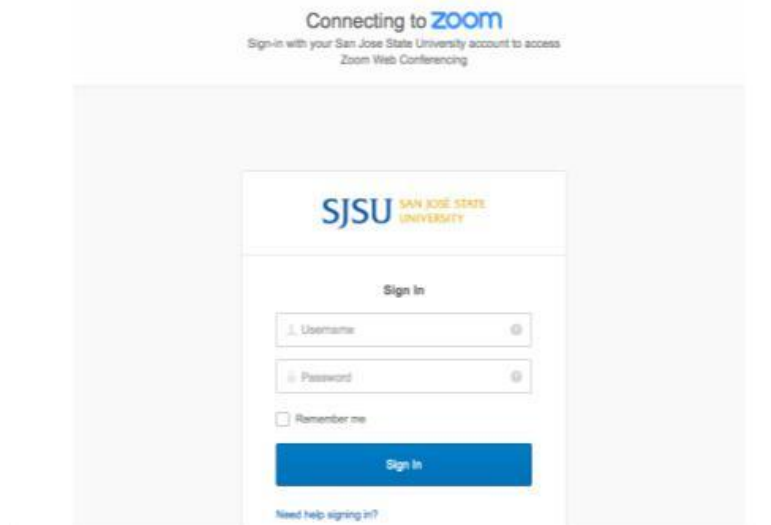 Connecting to zoom
Sign-in with your San Jose State University account to access
Zoom Web Conferencing
SJSU SAN JOSÉ STATE
UNIVERSITY
Sign In
Username
Password
Remember me
Sign In
Need help signing in?